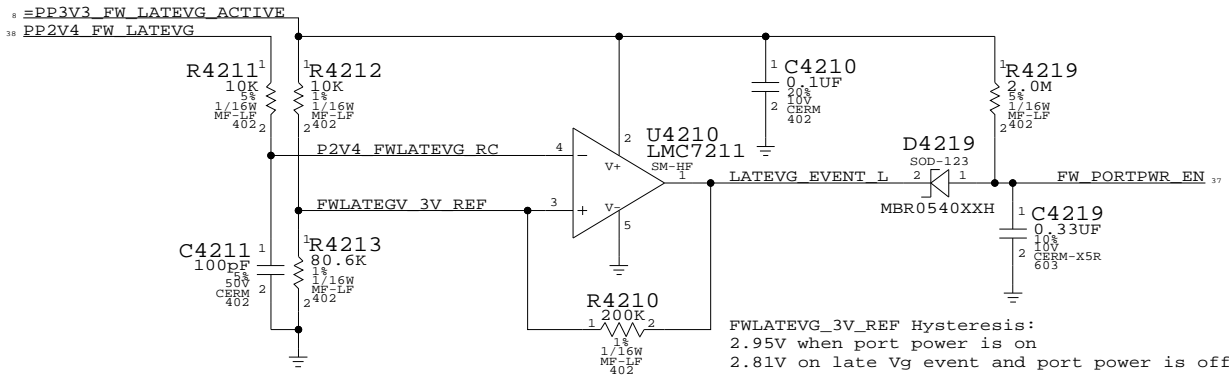 8 =PP3V3_FW_LATEVG_ACTIVE
38 PP2V4_FW_LATEVG
R4211
10K
5%
1/16W
MF-LF
402
1
2
R4212
10K
1%
1/16W
MF-LF
402
1
2
C4210
0.1UF
20%
10V
CERM
402
1
2
R4219
2.0M
5%
1/16W
MF-LF
402
1
2
U4210
LMC7211
SM-HF
V+
V-
2
4
3
1
5
P2V4_FWLATEVG_RC
FWLATEGV_3V_REF
LATEVG_EVENT_L
D4219
SOD-123
2
1
MBR0540XXH
FW_PORTPWR_EN 37
C4211
100pF
5%
50V
CERM
402
1
2
R4213
80.6K
1%
1/16W
MF-LF
402
1
2
C4219
0.33UF
10%
10V
CERM-X5R
603
1
2
R4210
200K
1
2
1%
1/16W
MF-LF
402
FWLATEVG_3V_REF Hysteresis:
2.95V when port power is on
2.81V on late Vg event and port power is off